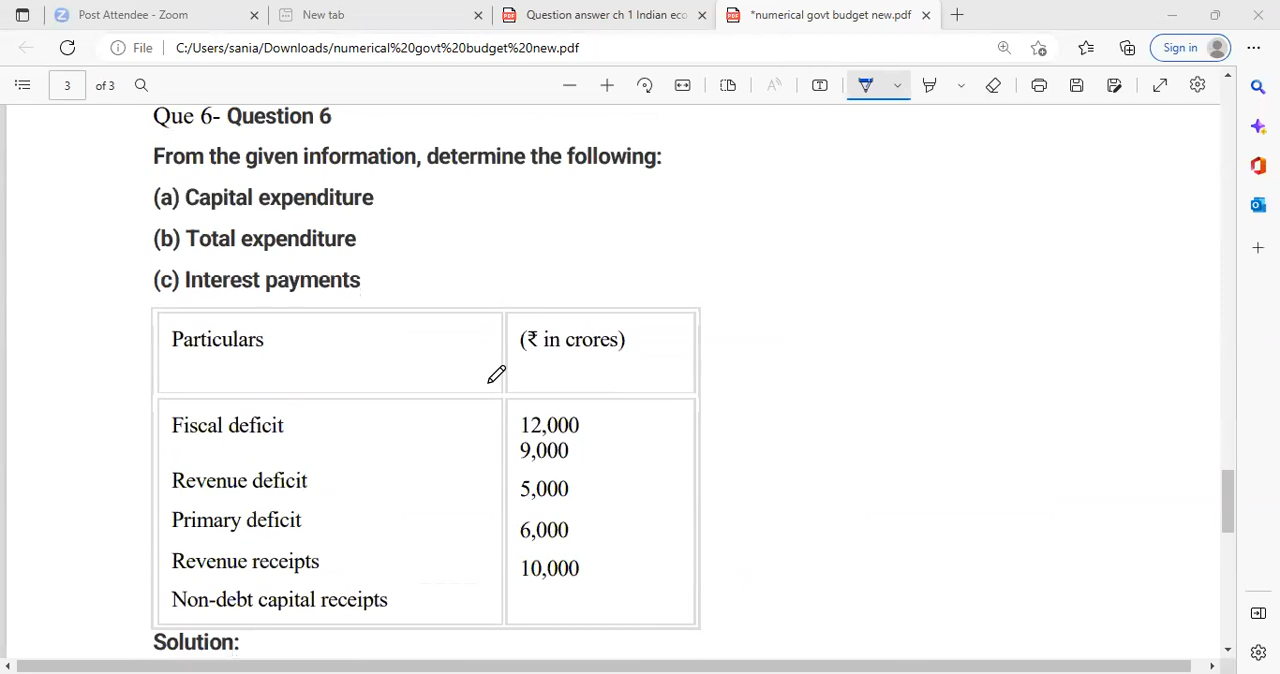 Post Attendee - Zoom
New tab
Question answer ch 1 Indian eco
*numerical govt budget new.pdf
File
C:/Users/sania/Downloads/numerical%20govt%20budget%20new.pdf
Sign in
3 of 3
Que 6- Question 6
From the given information, determine the following:
(a) Capital expenditure
(b) Total expenditure
(c) Interest payments
Particulars
(₹ in crores)
Fiscal deficit
Revenue deficit
Primary deficit
Revenue receipts
Non-debt capital receipts
12,000
9,000
5,000
6,000
10,000
Solution: